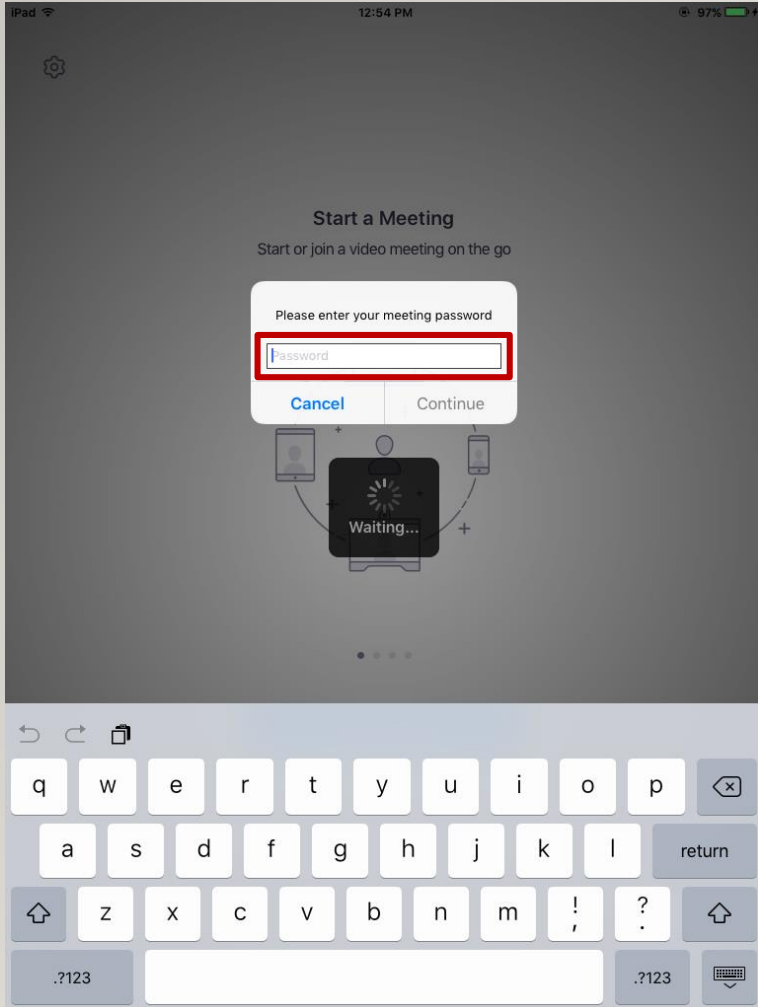 iPad 12:54 PM 97%
Start a Meeting
Start or join a video meeting on the go
Please enter your meeting password
Password
Cancel Continue
Waiting...
q w e r t y u i o p
a s d f g h j k l return
z x c v b n m ! , ? .
.?123 .?123